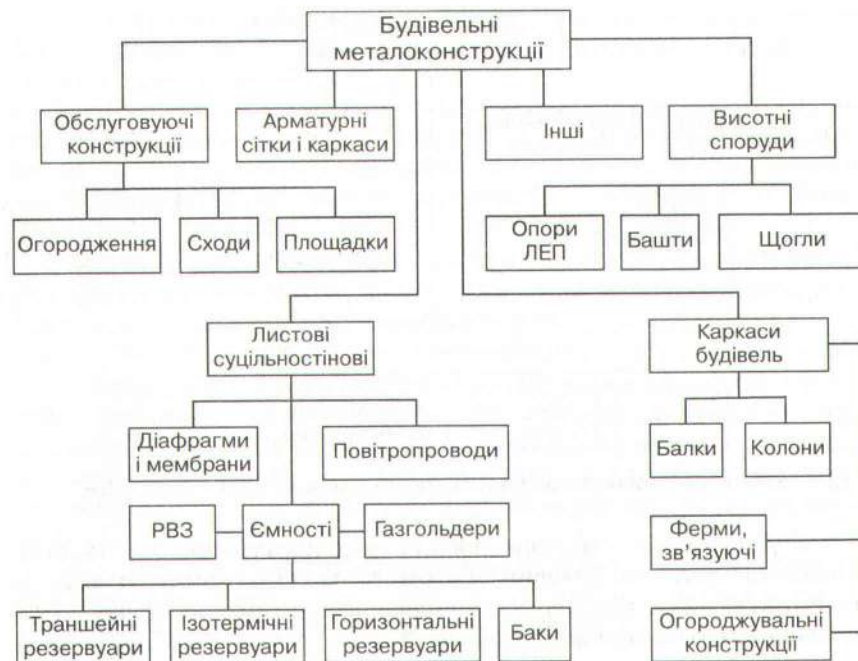 Будівельні
металоконструкції
Обслуговуючі
конструкції
Арматурні
сітки і каркаси
Інші
Висотні
споруди
Огородження
Сходи
Площадки
Опори
ЛЕП
Башти
Щогли
Листові
суцільностінові
Каркаси
будівель
Діафрагми
і мембрани
Повітропроводи
Балки
Колони
РВЗ
Ємності
Газгольдери
Ферми,
зв'язуючі
Траншейні
резервуари
Ізотермічні
резервуари
Горизонтальні
резервуари
Баки
Огороджувальні
конструкції